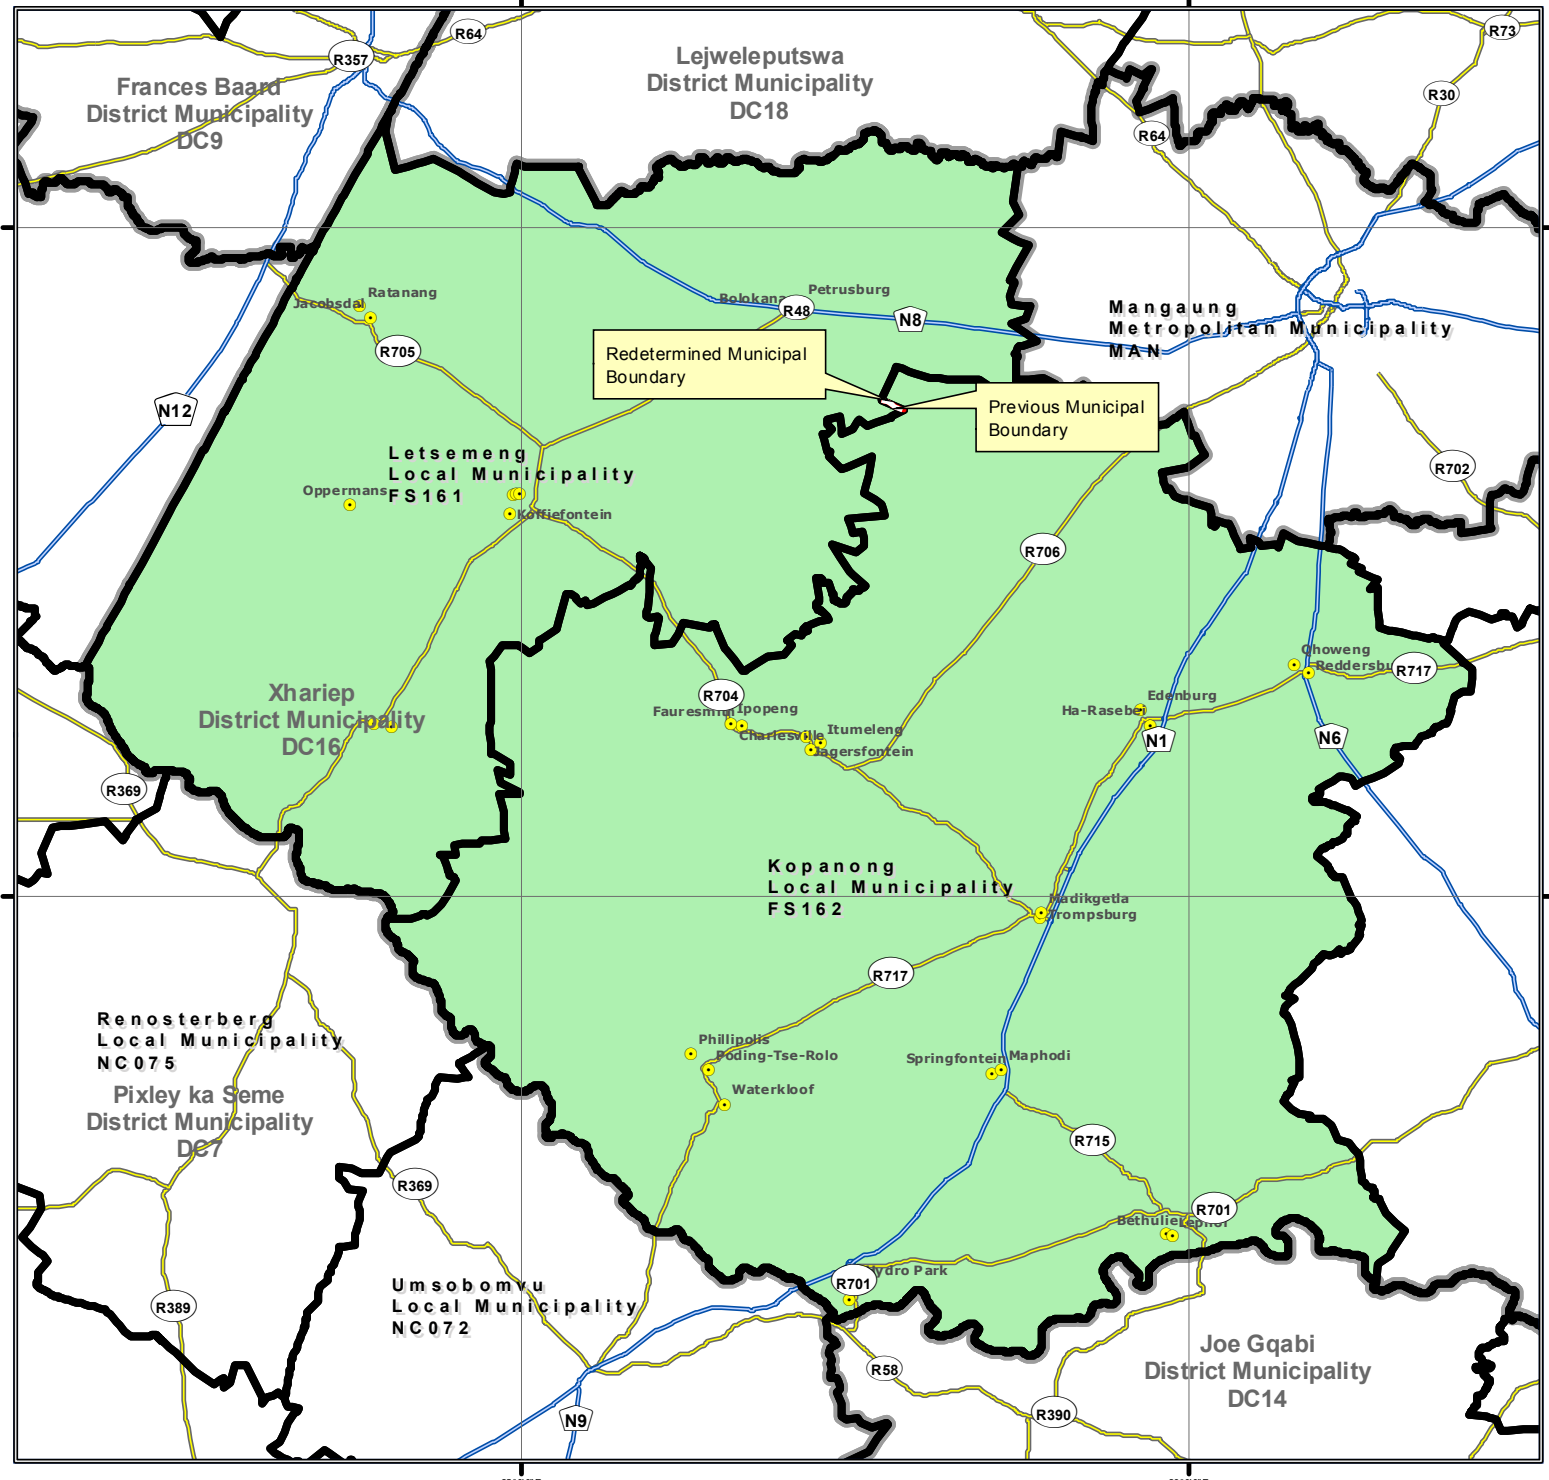 R64
R73
R357
Lejweleputswa
District Municipality
DC18
Frances Baard
District Municipality
DC9
R30
R64
Ratanang
Jacobsdal
Petrusburg
Bolokana
R48
N8
Mangaung
Metropolitan Municipality
MAN
R705
Redetermined Municipal
Boundary
N12
Previous Municipal
Boundary
Letsemeng
Local Municipality
FS161
R702
Oppermans
Koffiefontein
R706
Reddersbu
R717
Xhariep
District Municipality
DC16
R704
Edenburg
Ha-Rasebei
Fauresmith
Ipopeng
Charlesville
Itumeleng
Jagersfontein
N1
N6
R369
Kopanong
Local Municipality
FS162
Madikgetla
Trompsburg
R717
Renosterberg
Local Municipality
NC075
Phillipolis
Poding-Tse-Rolo
Springfontein
Maphodi
Waterkloof
Pixley ka Seme
District Municipality
DC7
R715
R369
R701
Bethulie
Hydro Park
R701
Umsobomvu
Local Municipality
NC072
R389
Joe Gqabi
District Municipality
DC14
R58
R390
N9